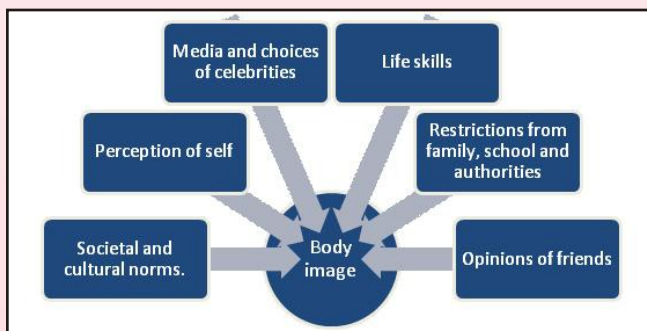 Media and choices
of celebrities
Life skills
Perception of self
Restrictions from
family, school and
authorities
Societal and
cultural norms.
Body
image
Opinions of friends